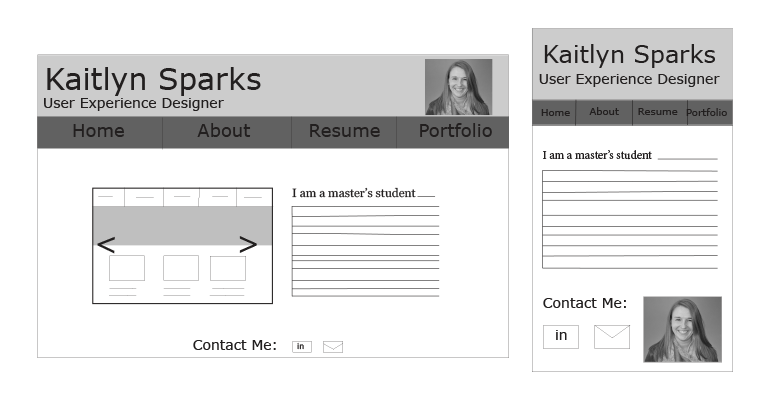 Kaitlyn Sparks
User Experience Designer
Home About Resume Portfolio
I am a master's student
< >
Contact Me: in
Kaitlyn Sparks
User Experience Designer
Home About Resume Portfolio
I am a master's student
Contact Me:
in